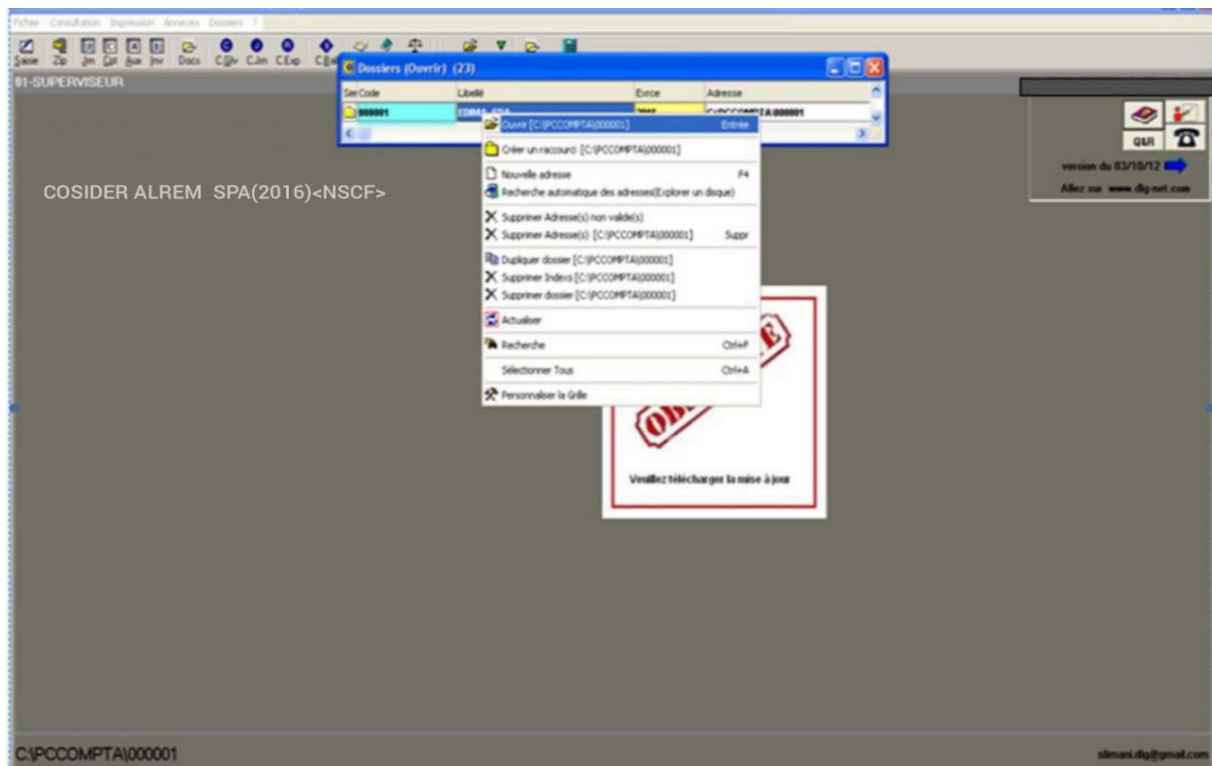 Fichier Consultation Impression Annexes Dossiers ?
Saisie Zip Jrn Cpt Aux Inv Docs C.Glv C.Jrn C.Exp
01-SUPERVISEUR
Dossiers (Ouvrir) (23)
Ser Code Libellé Exrce Adresse
000001 C:\PCCOMPTA\000001
Ouvrir [C:\PCCOMPTA\000001] Entrée
Créer un raccourci [C:\PCCOMPTA\000001]
Nouvelle adresse F4
Recherche automatique des adresses(Explorer un disque)
Supprimer Adresse(s) non valide(s)
Supprimer Adresse(s) [C:\PCCOMPTA\000001] Suppr
Dupliquer dossier [C:\PCCOMPTA\000001]
Supprimer Indexs [C:\PCCOMPTA\000001]
Supprimer dossier [C:\PCCOMPTA\000001]
Actualiser
Recherche Ctrl+F
Sélectionner Tous Ctrl+A
Personnaliser la Grille
Q&R
version du 03/10/12
Allez sur www.dlg-net.com
COSIDER ALREM SPA(2016)<NSCF>
Veuillez télécharger la mise à jour
C:\PCCOMPTA\000001
slimani.dlg@gmail.com